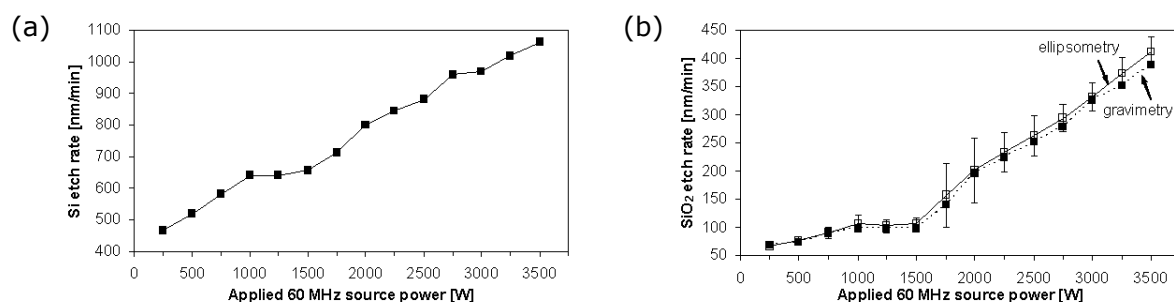 (a)
Si etch rate [nm/min]
1100
1000
900
800
700
600
500
400
0 500 1000 1500 2000 2500 3000 3500
Applied 60 MHz source power [W]
(b)
SiO₂ etch rate [nm/min]
450
400
350
300
250
200
150
100
50
ellipsometry
gravimetry
0 500 1000 1500 2000 2500 3000 3500
Applied 60 MHz source power [W]